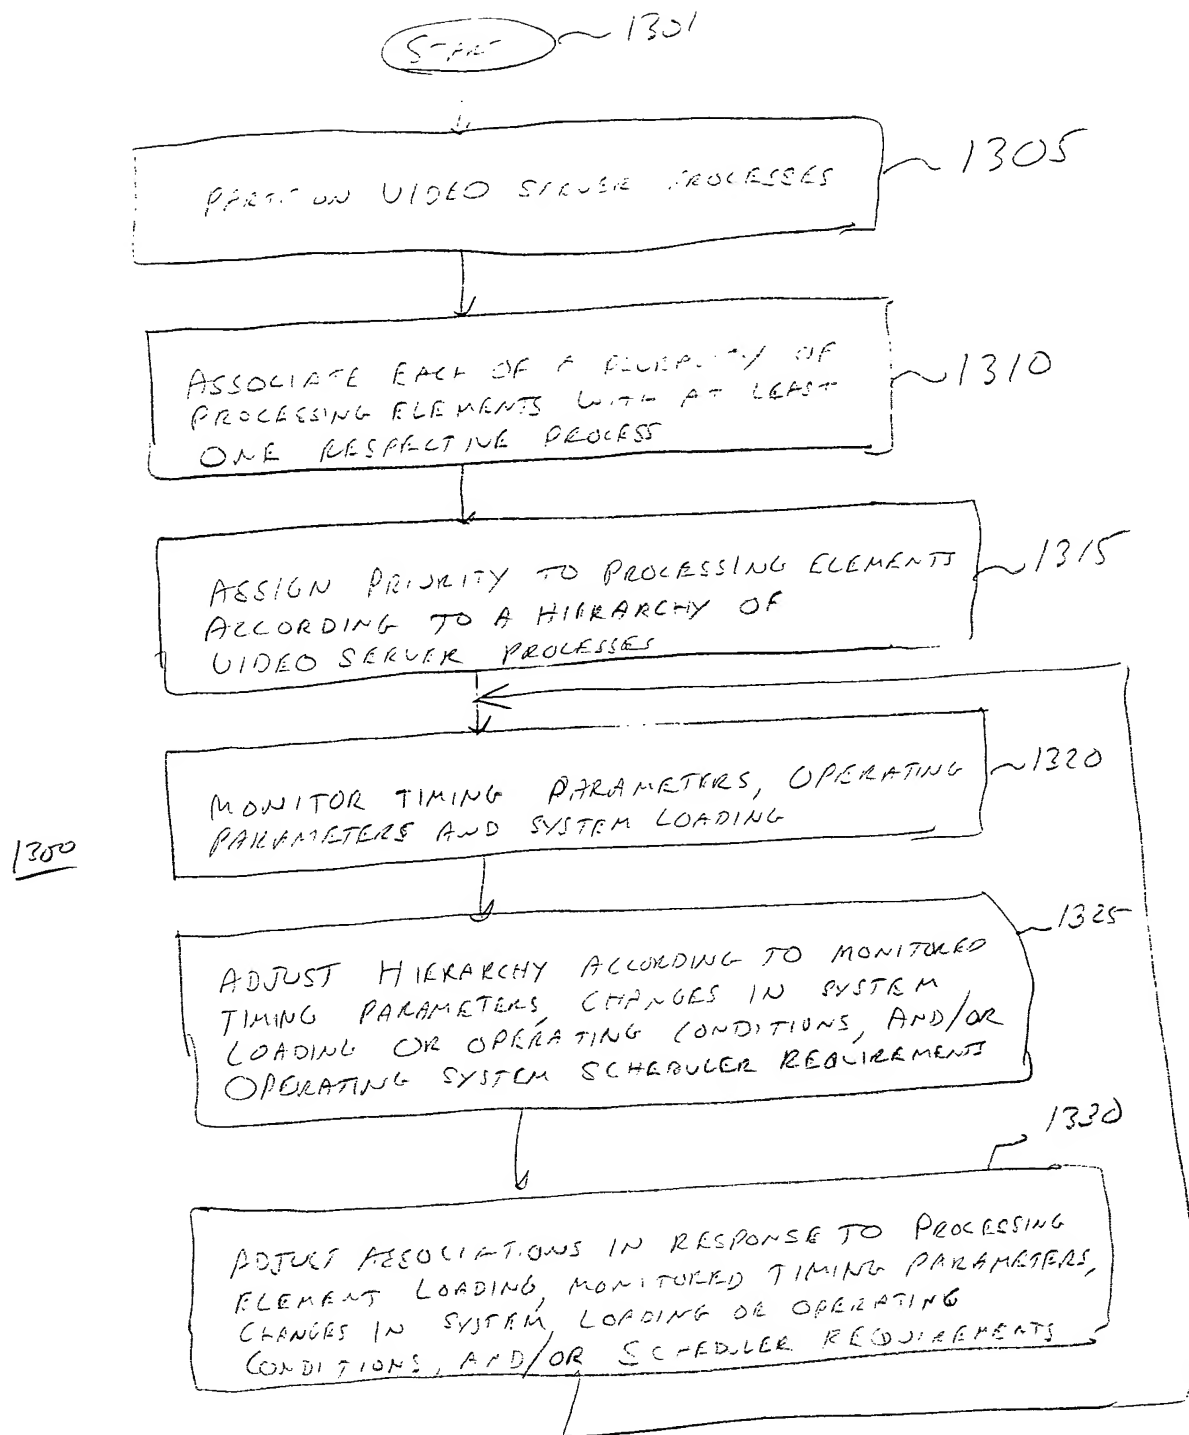 START 1301
PARTITION VIDEO SERVER PROCESSES 1305
ASSOCIATE EACH OF A PLURALITY OF
PROCESSING ELEMENTS WITH AT LEAST 1310
ONE RESPECTIVE PROCESS
ASSIGN PRIORITY TO PROCESSING ELEMENTS 1315
ACCORDING TO A HIERARCHY OF
VIDEO SERVER PROCESSES
MONITOR TIMING PARAMETERS, OPERATING 1320
PARAMETERS AND SYSTEM LOADING
1300
1325
ADJUST HIERARCHY ACCORDING TO MONITORED
TIMING PARAMETERS, CHANGES IN SYSTEM
LOADING OR OPERATING CONDITIONS, AND/OR
OPERATING SYSTEM SCHEDULER REQUIREMENTS
1330
ADJUST ASSOCIATIONS IN RESPONSE TO PROCESSING
ELEMENT LOADING, MONITORED TIMING PARAMETERS,
CHANGES IN SYSTEM LOADING OR OPERATING
CONDITIONS, AND/OR SCHEDULER REQUIREMENTS